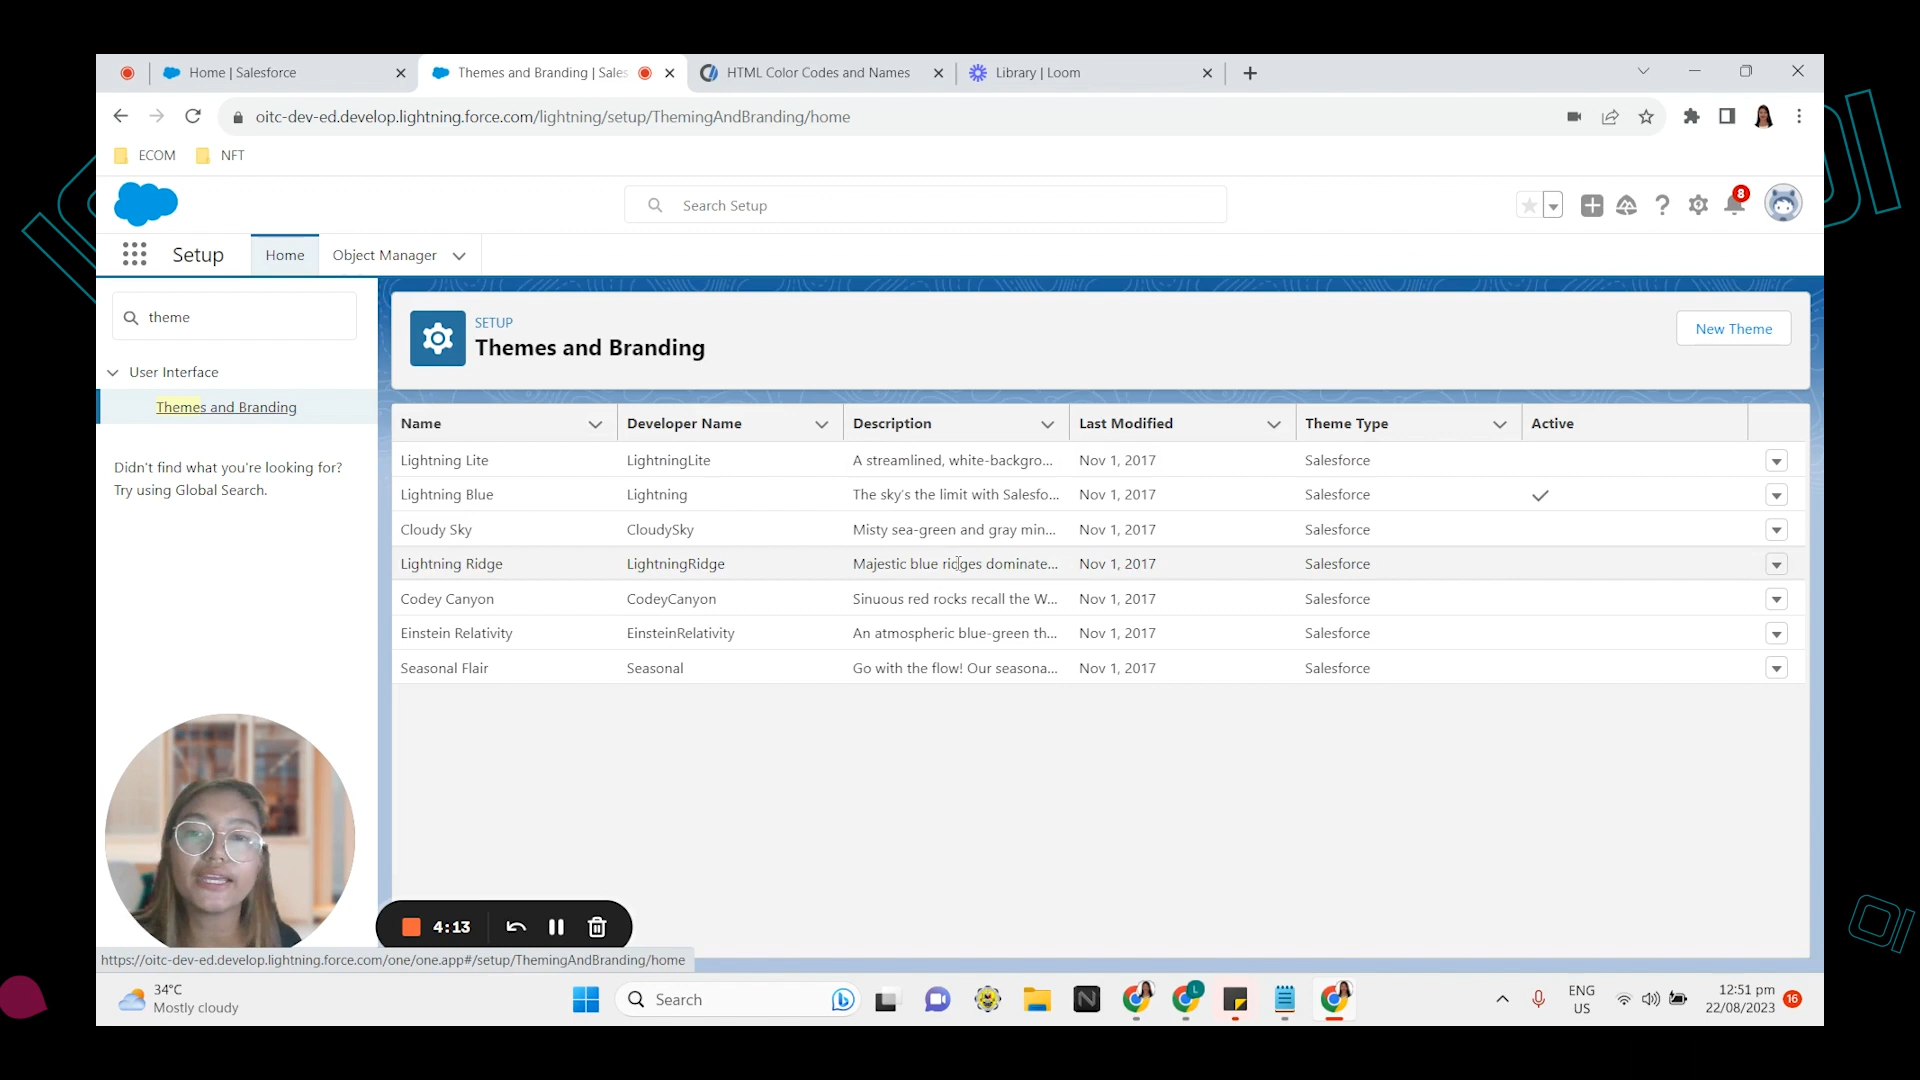 Home | Salesforce
Themes and Branding | Sales
HTML Color Codes and Names
Library | Loom
oitc-dev-ed.develop.lightning.force.com/lightning/setup/ThemingAndBranding/home
ECOM
NFT
Search Setup
8
Setup
Home
Object Manager
theme
User Interface
Themes and Branding
Didn't find what you're looking for?
Try using Global Search.
SETUP
Themes and Branding
New Theme
Name Developer Name Description Last Modified Theme Type Active
Lightning Lite LightningLite A streamlined, white-backgro... Nov 1, 2017 Salesforce
Lightning Blue Lightning The sky's the limit with Salesfo... Nov 1, 2017 Salesforce
Cloudy Sky CloudySky Misty sea-green and gray min... Nov 1, 2017 Salesforce
Lightning Ridge LightningRidge Majestic blue ridges dominate... Nov 1, 2017 Salesforce
Codey Canyon CodeyCanyon Sinuous red rocks recall the W... Nov 1, 2017 Salesforce
Einstein Relativity EinsteinRelativity An atmospheric blue-green th... Nov 1, 2017 Salesforce
Seasonal Flair Seasonal Go with the flow! Our seasona... Nov 1, 2017 Salesforce
4:13
https://oitc-dev-ed.develop.lightning.force.com/one/one.app#/setup/ThemingAndBranding/home
34°C
Mostly cloudy
Search
L
ENG
US
12:51 pm
22/08/2023
16